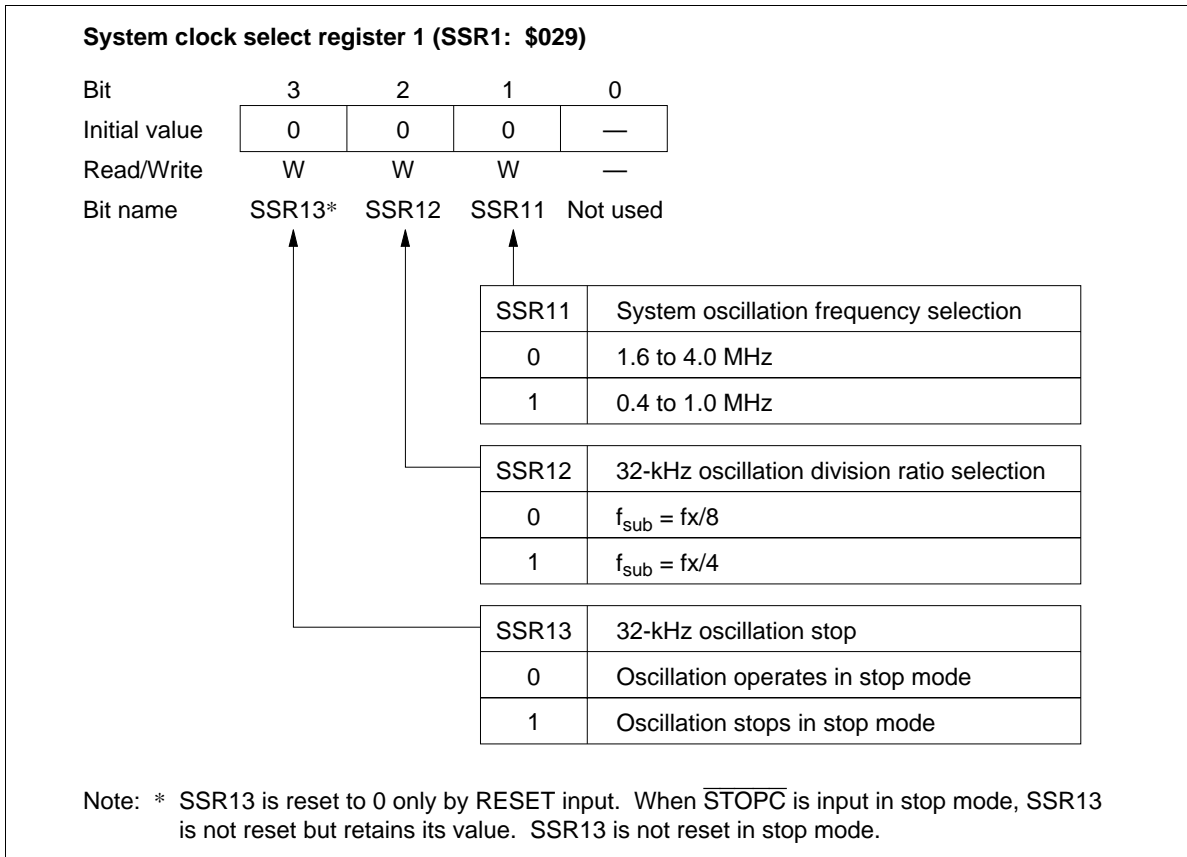 System clock select register 1 (SSR1: $029)
Bit 3 2 1 0
Initial value 0 0 0 —
Read/Write W W W —
Bit name SSR13* SSR12 SSR11 Not used
SSR11 System oscillation frequency selection
0 1.6 to 4.0 MHz
1 0.4 to 1.0 MHz
SSR12 32-kHz oscillation division ratio selection
0 fsub = fx/8
1 fsub = fx/4
SSR13 32-kHz oscillation stop
0 Oscillation operates in stop mode
1 Oscillation stops in stop mode
Note: * SSR13 is reset to 0 only by RESET input. When S̅T̅O̅P̅C̅ is input in stop mode, SSR13
is not reset but retains its value. SSR13 is not reset in stop mode.